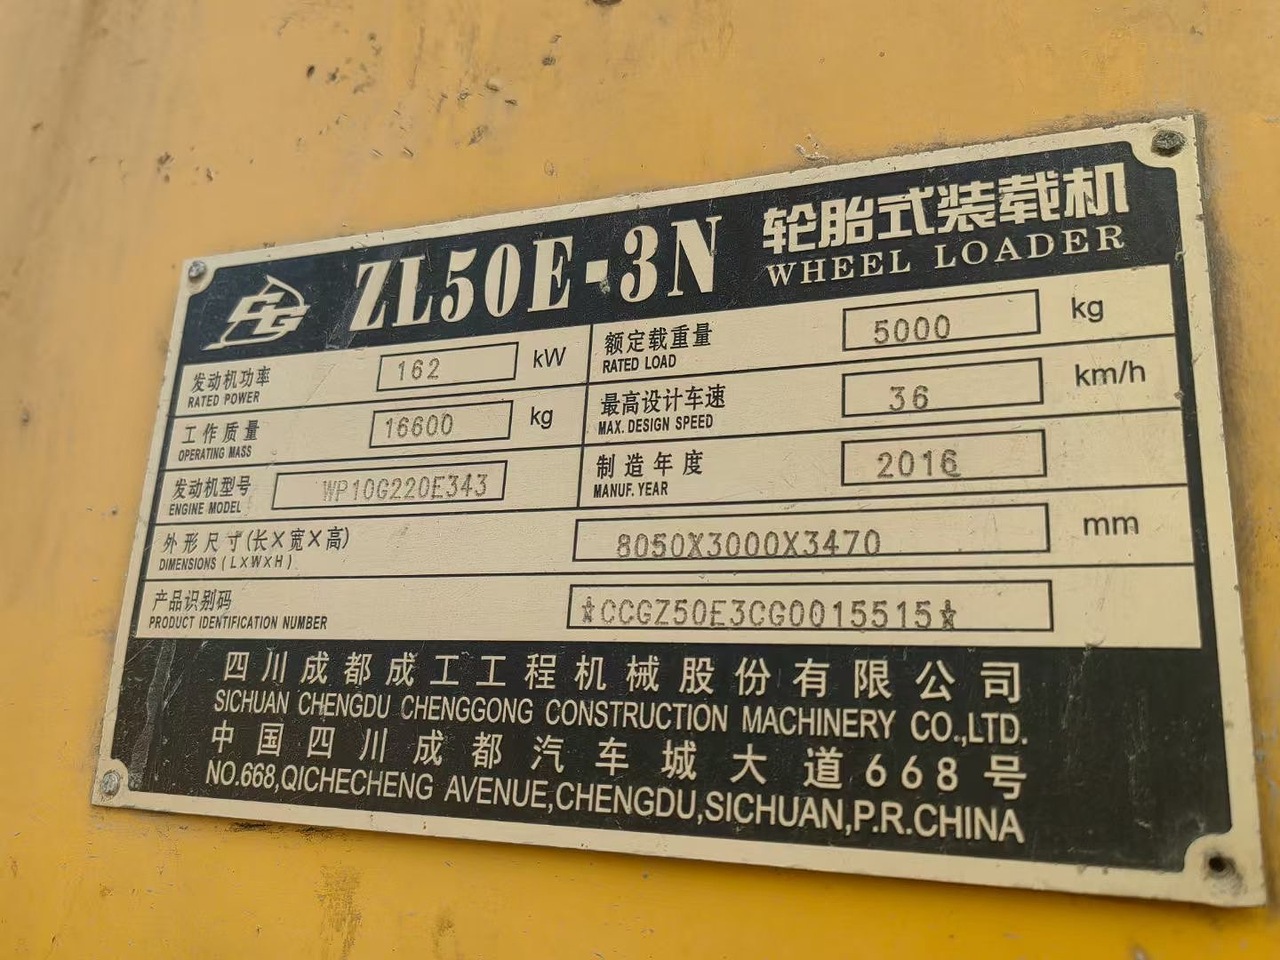 CG ZL50E-3N 轮胎式装载机
WHEEL LOADER
发动机功率 162 kW
RATED POWER
额定载重量 5000 kg
RATED LOAD
工作质量 16600 kg
OPERATING MASS
最高设计车速 36 km/h
MAX. DESIGN SPEED
发动机型号 WP10G220E343
ENGINE MODEL
制造年度 2016
MANUF. YEAR
外形尺寸(长×宽×高) 8050X3000X3470 mm
DIMENSIONS (L×W×H)
产品识别码 ☆CCGZ50E3CG0015515☆
PRODUCT IDENTIFICATION NUMBER
四川成都成工工程机械股份有限公司
SICHUAN CHENGDU CHENGGONG CONSTRUCTION MACHINERY CO.,LTD.
中国四川成都汽车城大道668号
NO.668,QICHECHENG AVENUE,CHENGDU,SICHUAN,P.R.CHINA